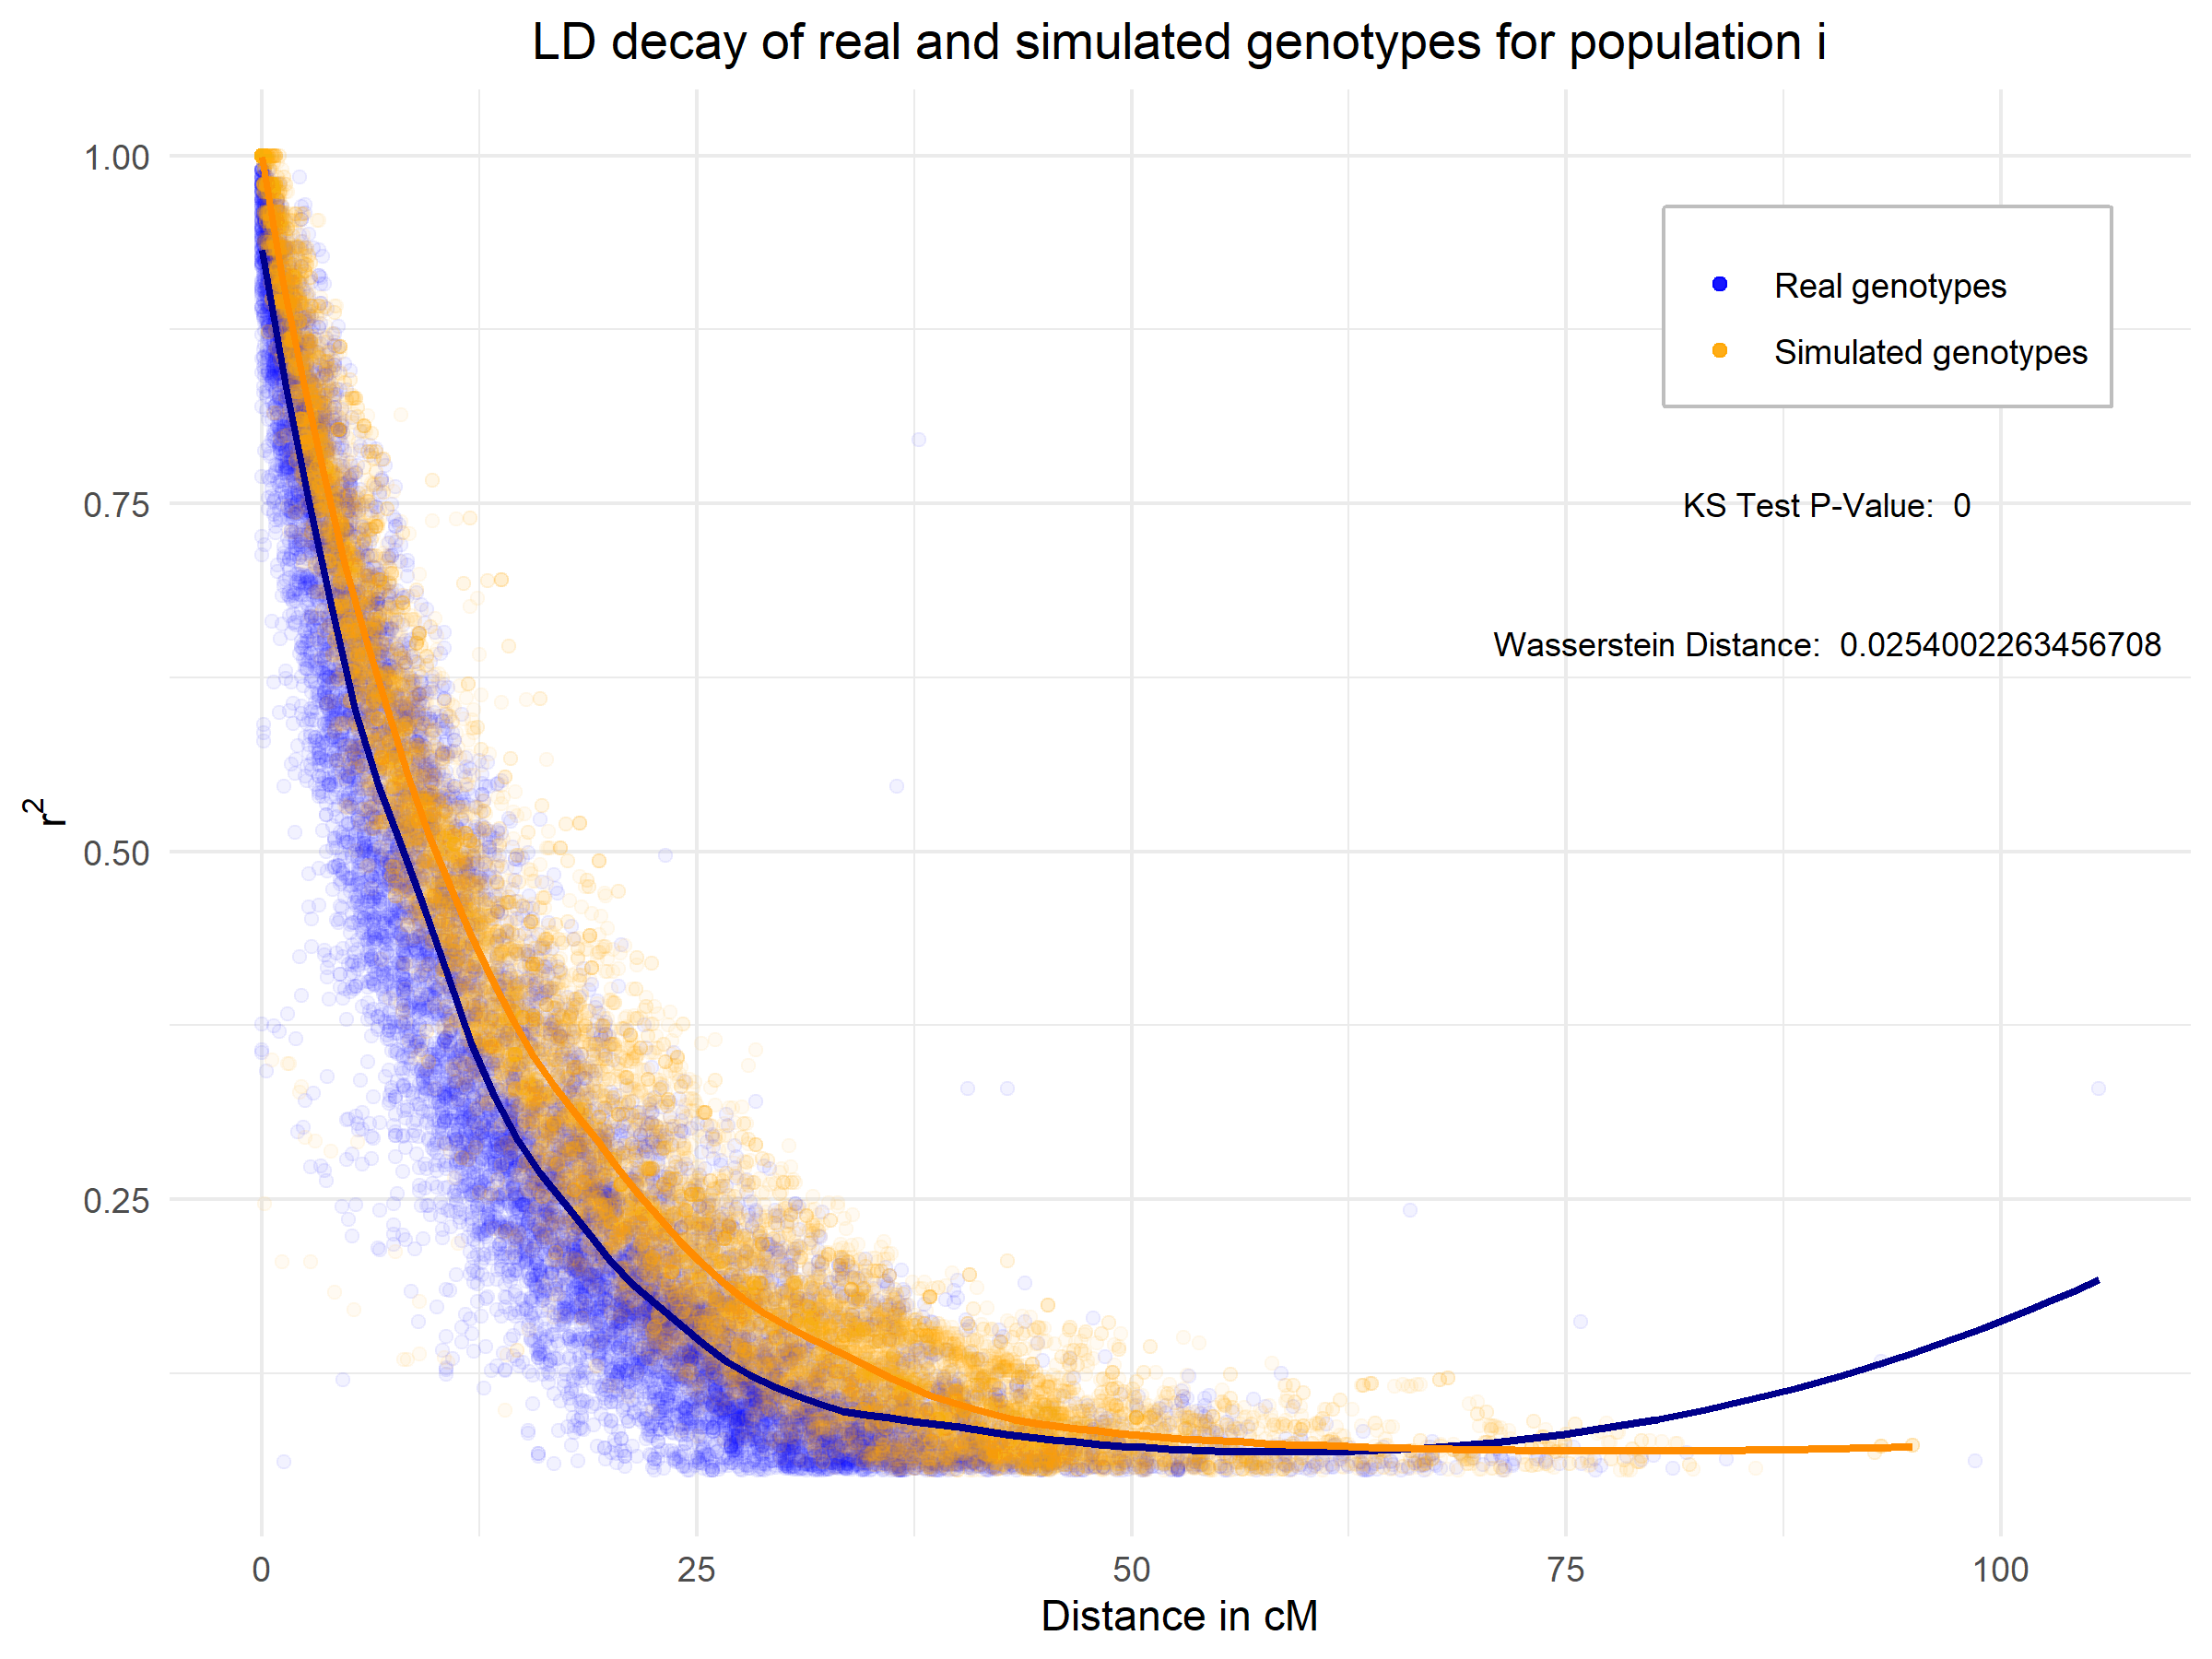 LD decay of real and simulated genotypes for population i
1.00
0.75
0.50
0.25
r²
Real genotypes
Simulated genotypes
KS Test P-Value:  0
Wasserstein Distance:  0.0254002263456708
0 25 50 75 100
Distance in cM